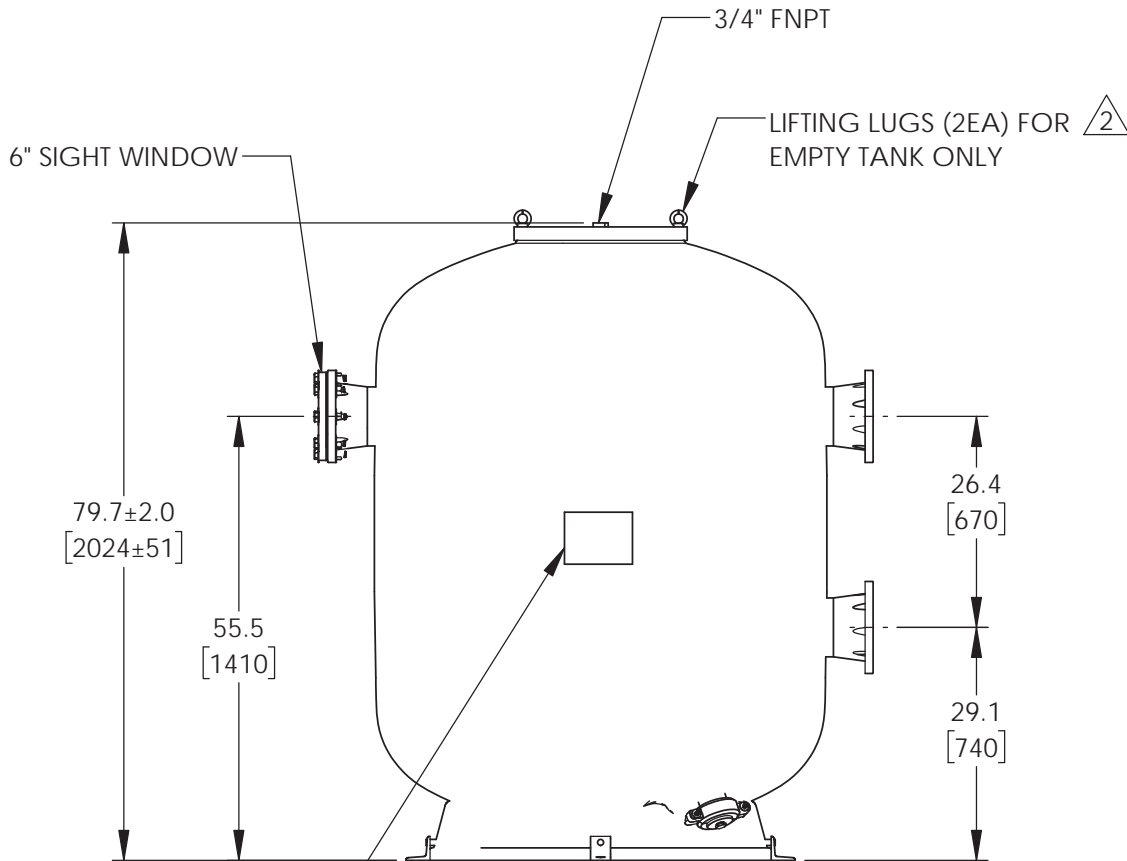 3/4" FNPT
LIFTING LUGS (2EA) FOR 2
EMPTY TANK ONLY
6" SIGHT WINDOW
79.7±2.0
[2024±51]
55.5
[1410]
26.4
[670]
29.1
[740]